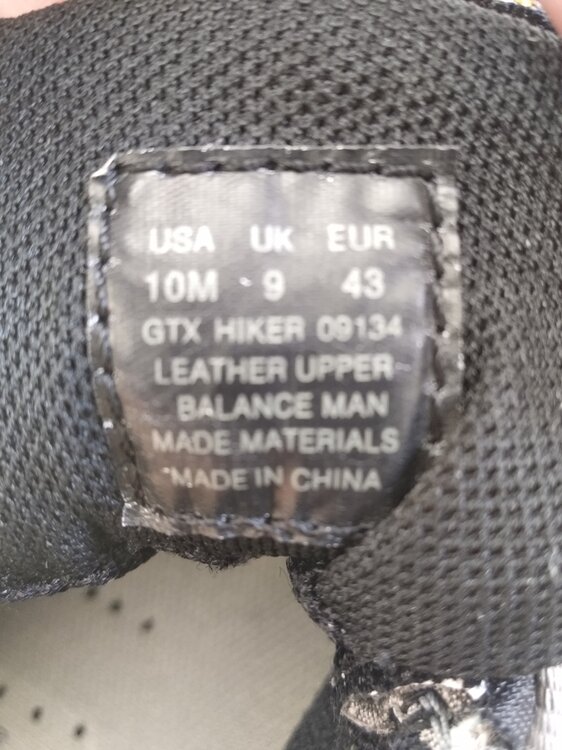 USA UK EUR
10M 9 43
GTX HIKER 09134
LEATHER UPPER
BALANCE MAN
MADE MATERIALS
MADE IN CHINA